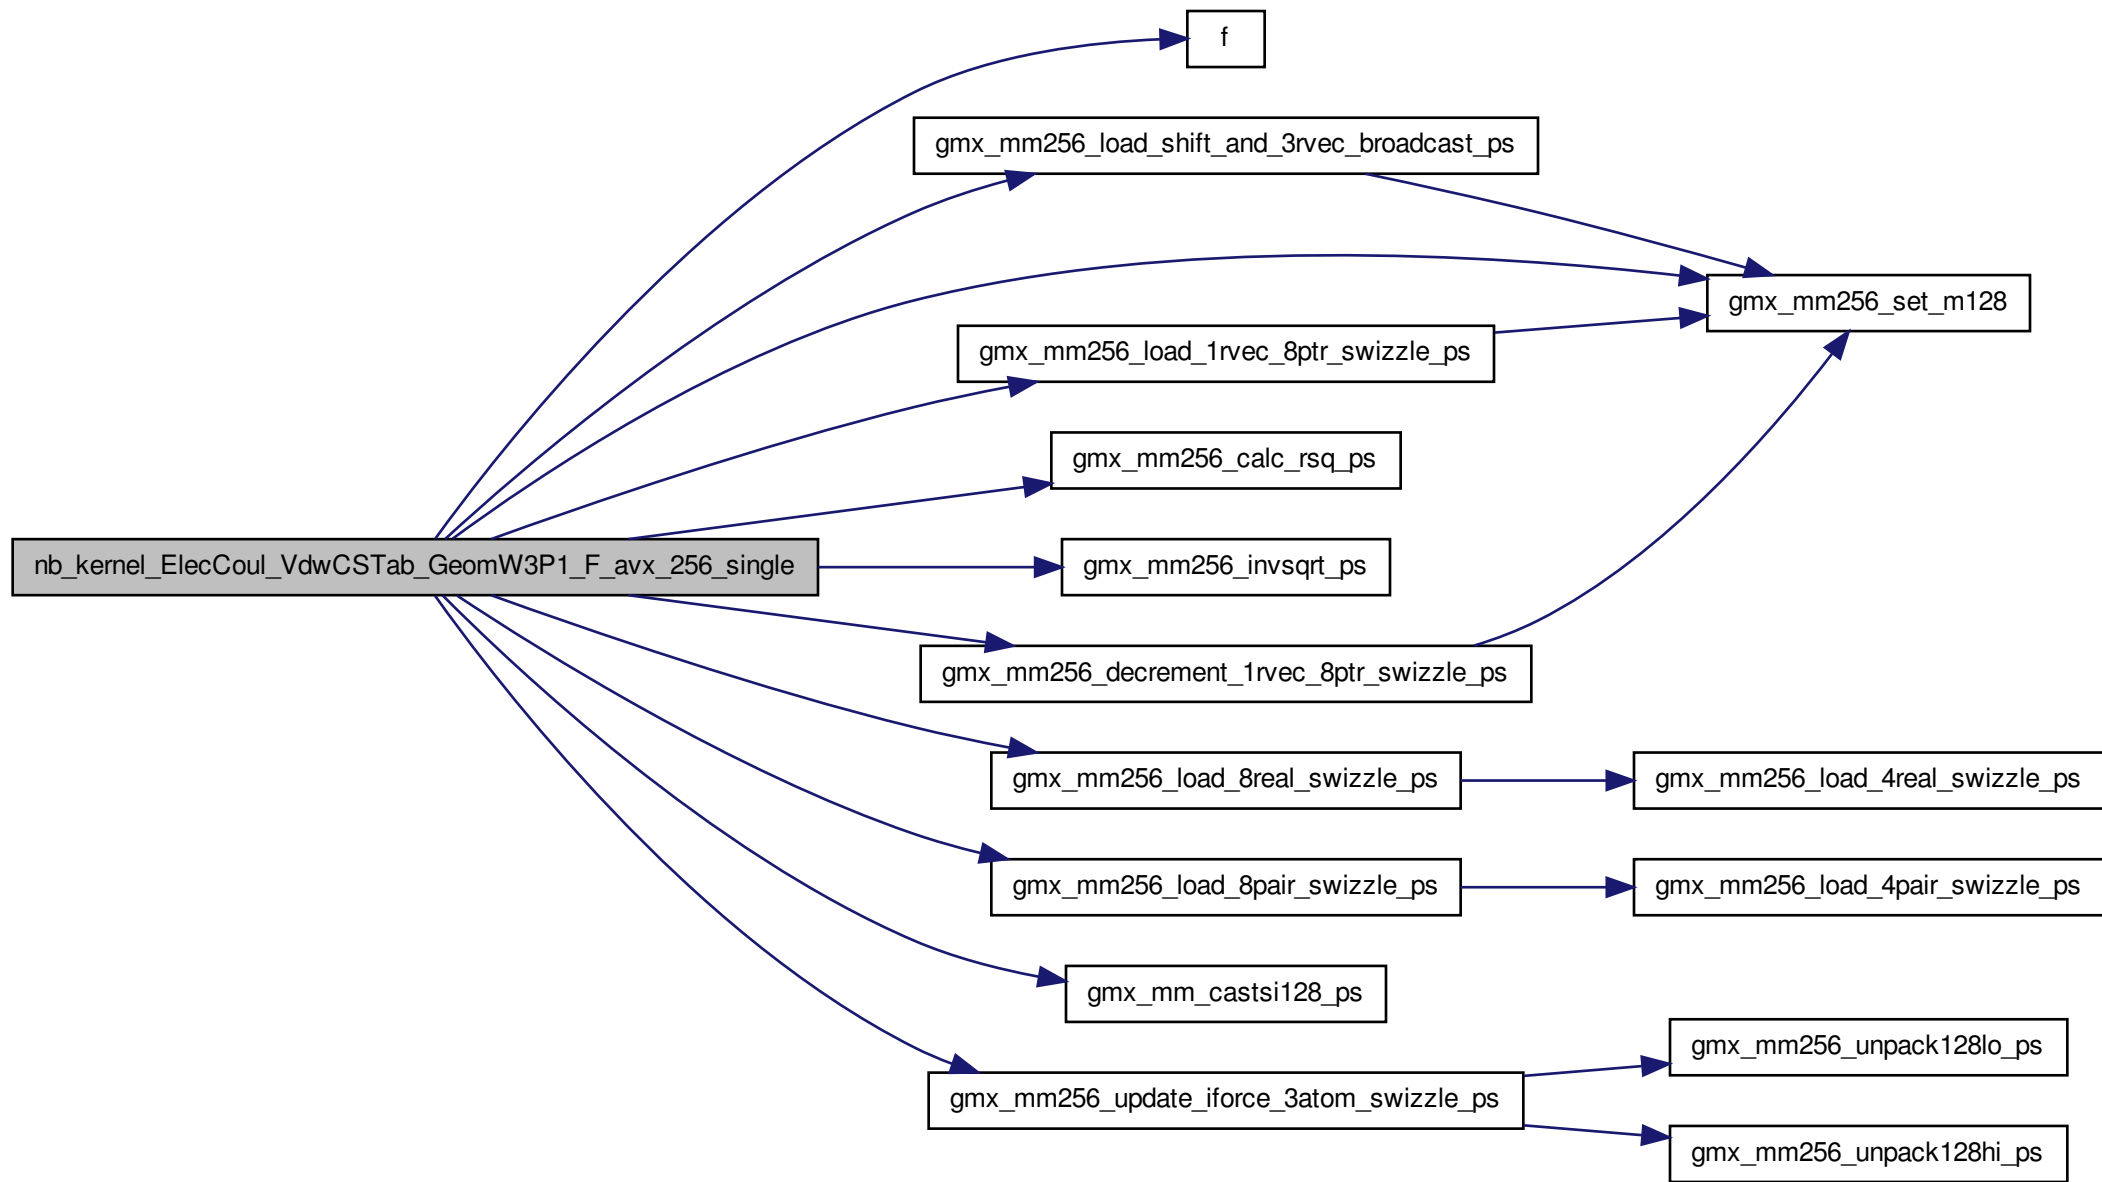 f
gmx_mm256_load_shift_and_3rvec_broadcast_ps
gmx_mm256_set_m128
gmx_mm256_load_1rvec_8ptr_swizzle_ps
gmx_mm256_calc_rsq_ps
nb_kernel_ElecCoul_VdwCSTab_GeomW3P1_F_avx_256_single
gmx_mm256_invsqrt_ps
gmx_mm256_decrement_1rvec_8ptr_swizzle_ps
gmx_mm256_load_8real_swizzle_ps
gmx_mm256_load_4real_swizzle_ps
gmx_mm256_load_8pair_swizzle_ps
gmx_mm256_load_4pair_swizzle_ps
gmx_mm_castsi128_ps
gmx_mm256_unpack128lo_ps
gmx_mm256_update_iforce_3atom_swizzle_ps
gmx_mm256_unpack128hi_ps